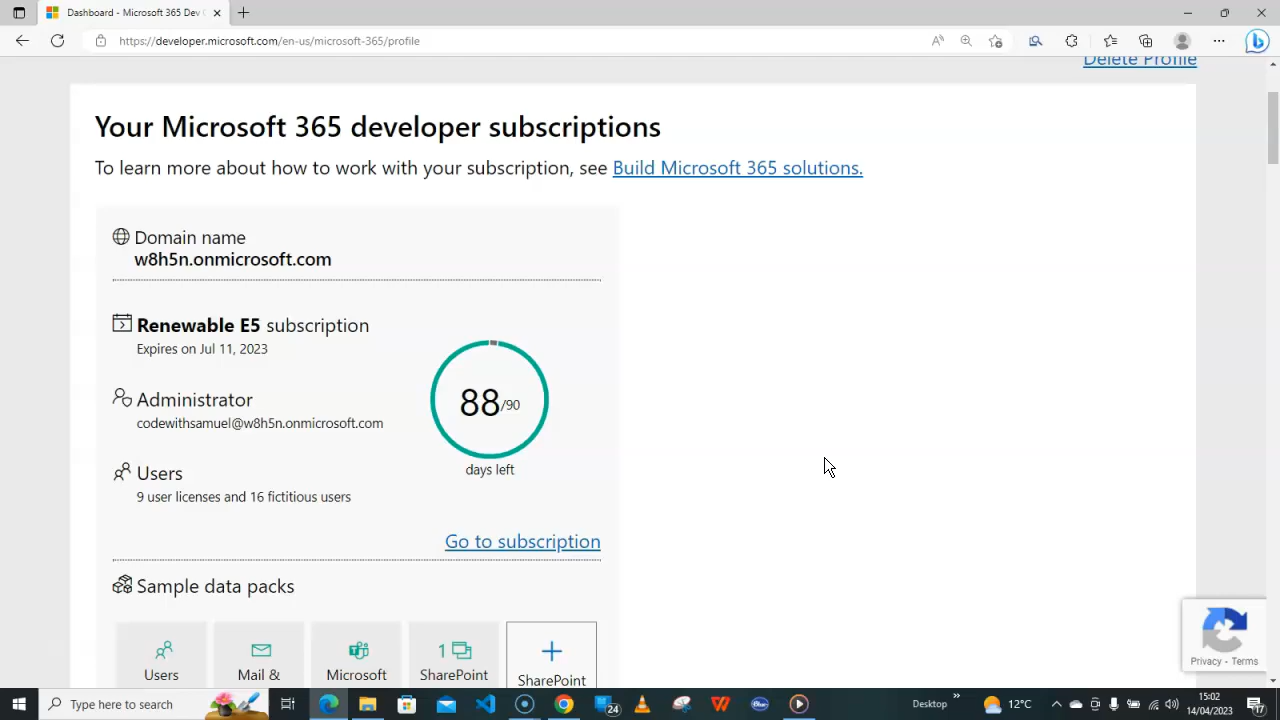 Dashboard - Microsoft 365 Dev
https://developer.microsoft.com/en-us/microsoft-365/profile
Delete Profile
Your Microsoft 365 developer subscriptions
To learn more about how to work with your subscription, see Build Microsoft 365 solutions.
Domain name
w8h5n.onmicrosoft.com
Renewable E5 subscription
Expires on Jul 11, 2023
88/90
days left
Administrator
codewithsamuel@w8h5n.onmicrosoft.com
Users
9 user licenses and 16 fictitious users
Go to subscription
Sample data packs
1
Users
Mail &
Microsoft
SharePoint
SharePoint
Privacy - Terms
Type here to search
24
Desktop
12°C
15:02
14/04/2023
17